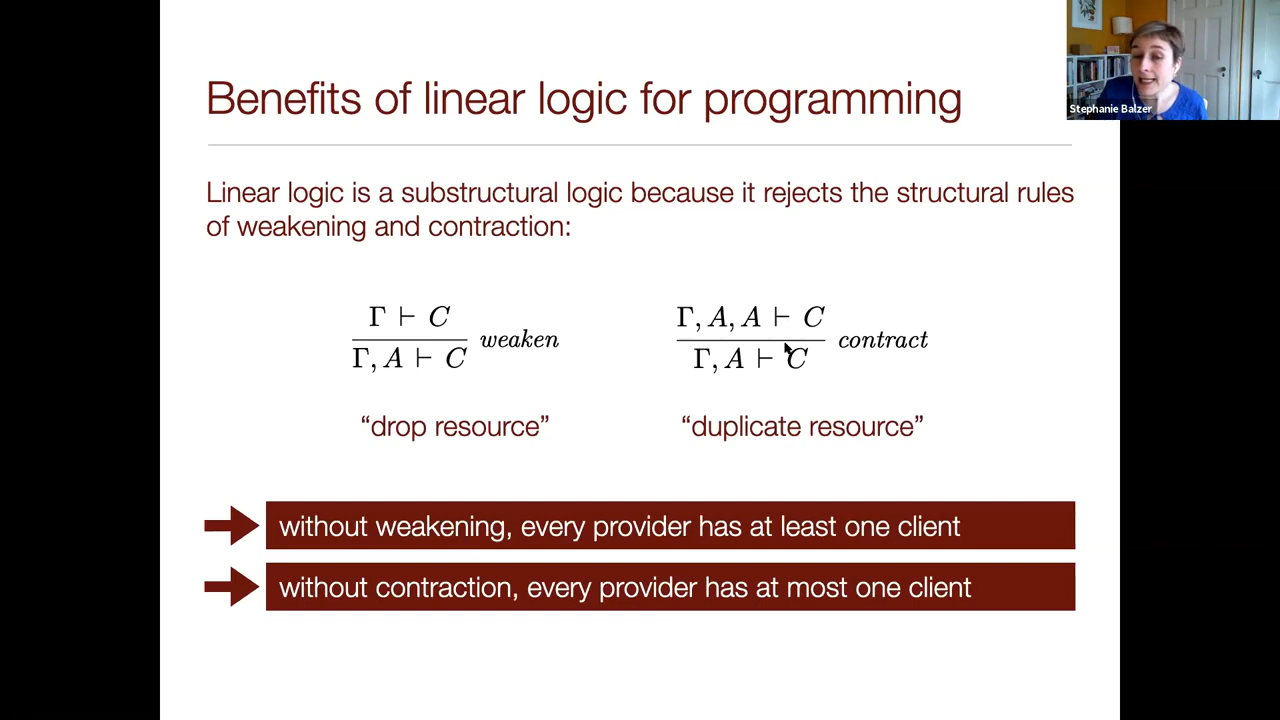 Benefits of linear logic for programming
Stephanie Balzer
Linear logic is a substructural logic because it rejects the structural rules
of weakening and contraction:
Γ ⊢ C
Γ, A ⊢ C
weaken
Γ, A, A ⊢ C
Γ, A ⊢ C
contract
“drop resource”
“duplicate resource”
without weakening, every provider has at least one client
without contraction, every provider has at most one client